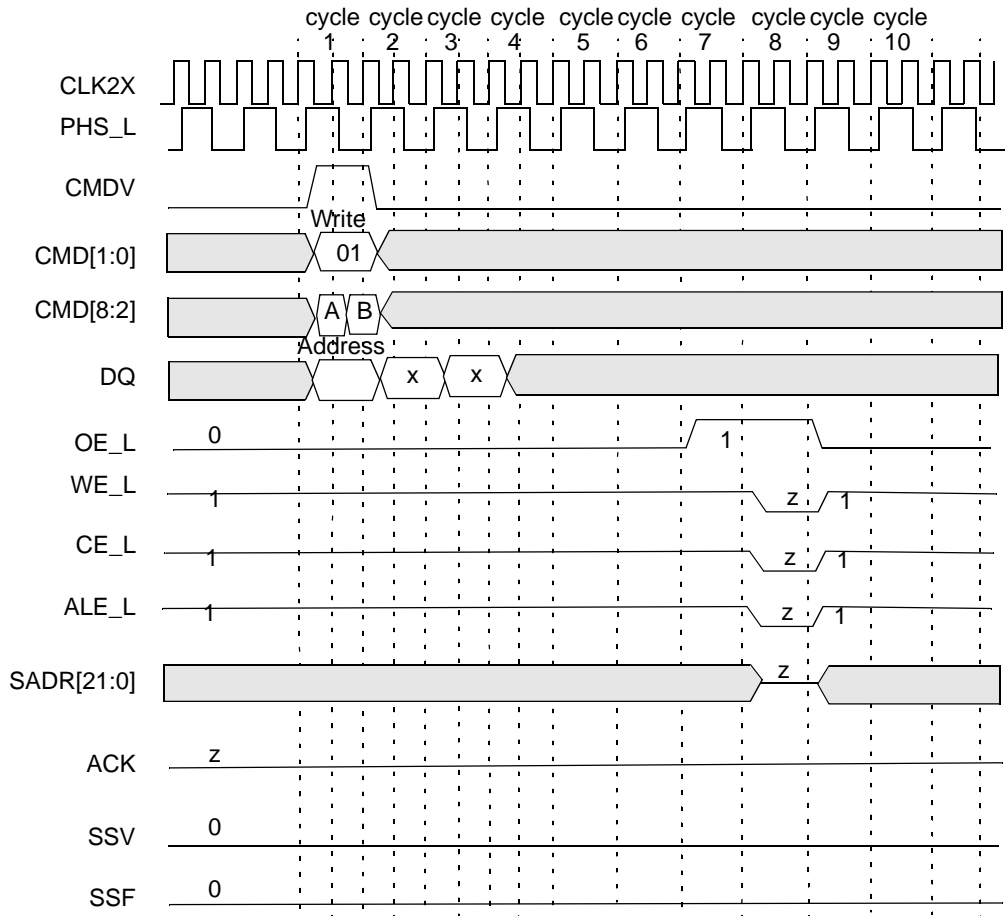 cycle cycle cycle cycle cycle cycle cycle cycle cycle cycle
1 2 3 4 5 6 7 8 9 10
CLK2X
PHS_L
CMDV
Write
CMD[1:0] 01
CMD[8:2] A B
Address
DQ x x
OE_L 0 1
WE_L 1 z 1
CE_L 1 z 1
ALE_L 1 z 1
SADR[21:0] z
ACK z
SSV 0
SSF 0